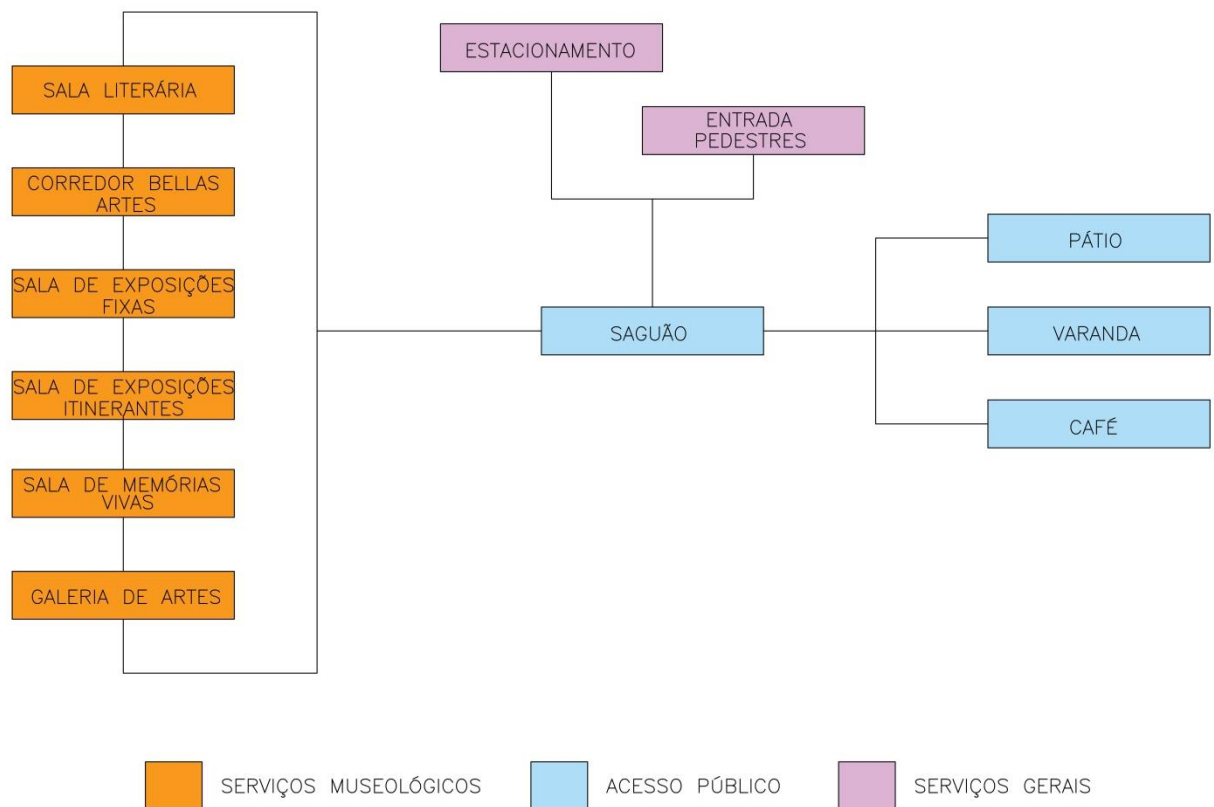 ESTACIONAMENTO
ENTRADA
PEDESTRES
SALA LITERÁRIA
CORREDOR BELLAS
ARTES
SALA DE EXPOSIÇÕES
FIXAS
SALA DE EXPOSIÇÕES
ITINERANTES
SALA DE MEMÓRIAS
VIVAS
GALERIA DE ARTES
SAGUÃO
PÁTIO
VARANDA
CAFÉ
SERVIÇOS MUSEOLÓGICOS
ACESSO PÚBLICO
SERVIÇOS GERAIS